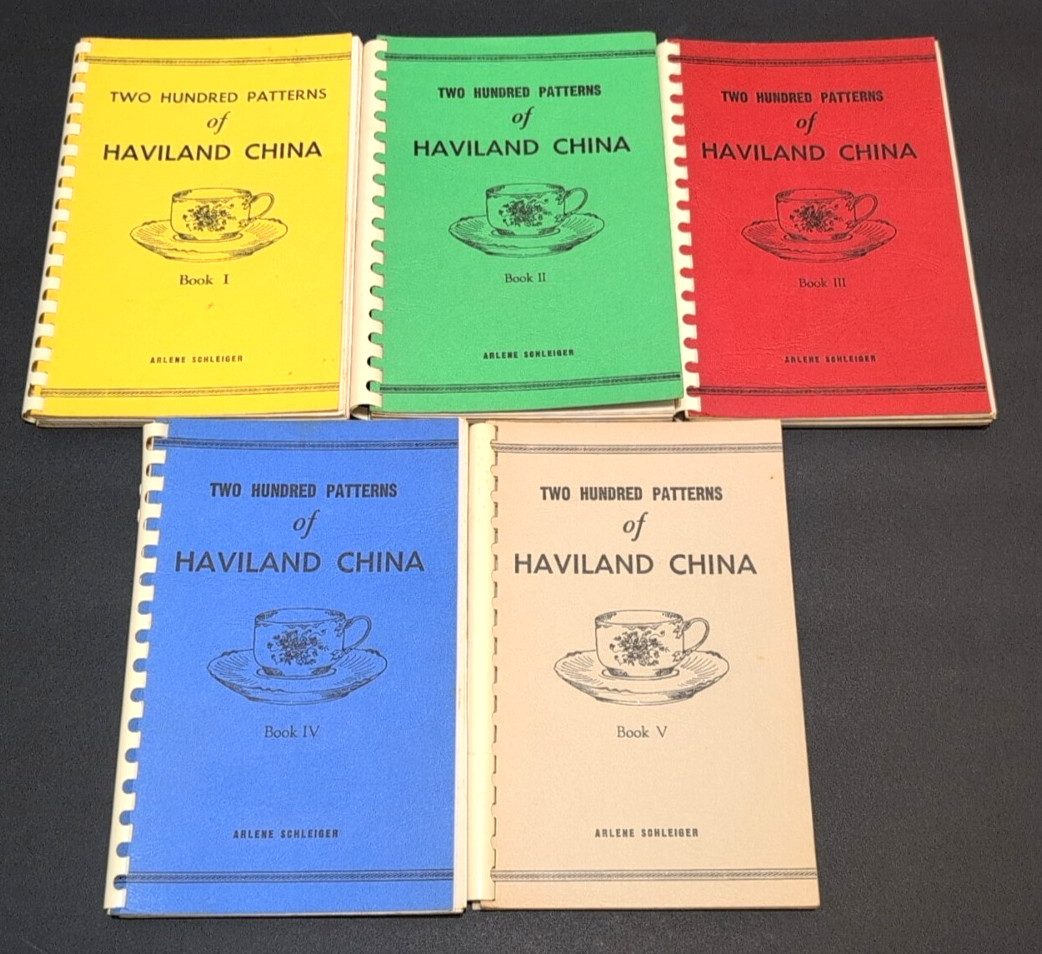 TWO HUNDRED PATTERNS
of
HAVILAND CHINA
Book I
ARLENE SCHLEIGER
TWO HUNDRED PATTERNS
of
HAVILAND CHINA
Book II
ARLENE SCHLEIGER
TWO HUNDRED PATTERNS
of
HAVILAND CHINA
Book III
ARLENE SCHLEIGER
TWO HUNDRED PATTERNS
of
HAVILAND CHINA
Book IV
ARLENE SCHLEIGER
TWO HUNDRED PATTERNS
of
HAVILAND CHINA
Book V
ARLENE SCHLEIGER